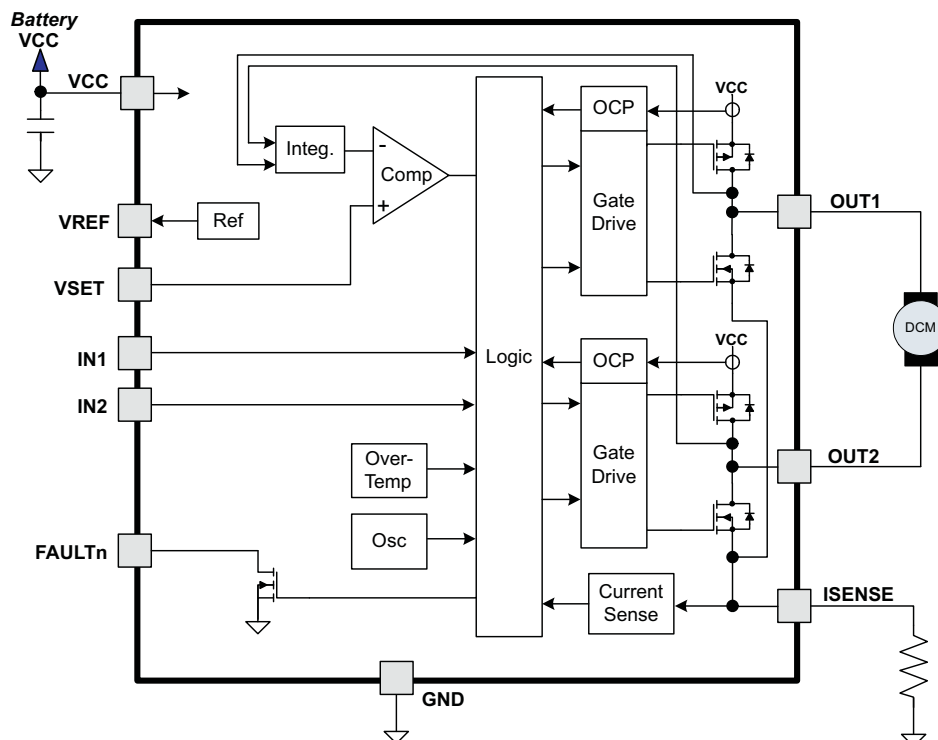 Battery
VCC
VCC
VREF
VSET
IN1
IN2
FAULTn
GND
Ref
Integ.
-
+
Comp
Over-
Temp
Osc
Logic
OCP
Gate
Drive
VCC
OCP
Gate
Drive
VCC
Current
Sense
OUT1
DCM
OUT2
ISENSE